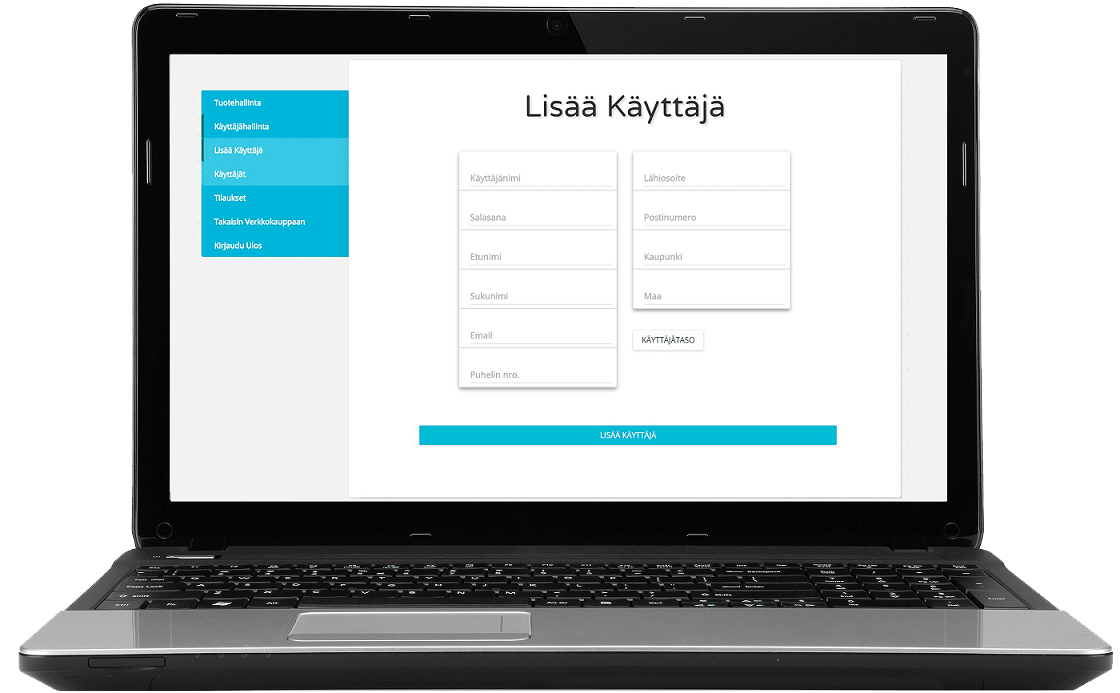 Tuotehallinta
Käyttäjähallinta
Lisää Käyttäjä
Käyttäjät
Tilaukset
Takaisin Verkkokauppaan
Kirjaudu Ulos
Lisää Käyttäjä
Käyttäjänimi
Salasana
Etunimi
Sukunimi
Email
Puhelin nro.
Lähiosoite
Postinumero
Kaupunki
Maa
KÄYTTÄJÄTASO
LISÄÄ KÄYTTÄJÄ